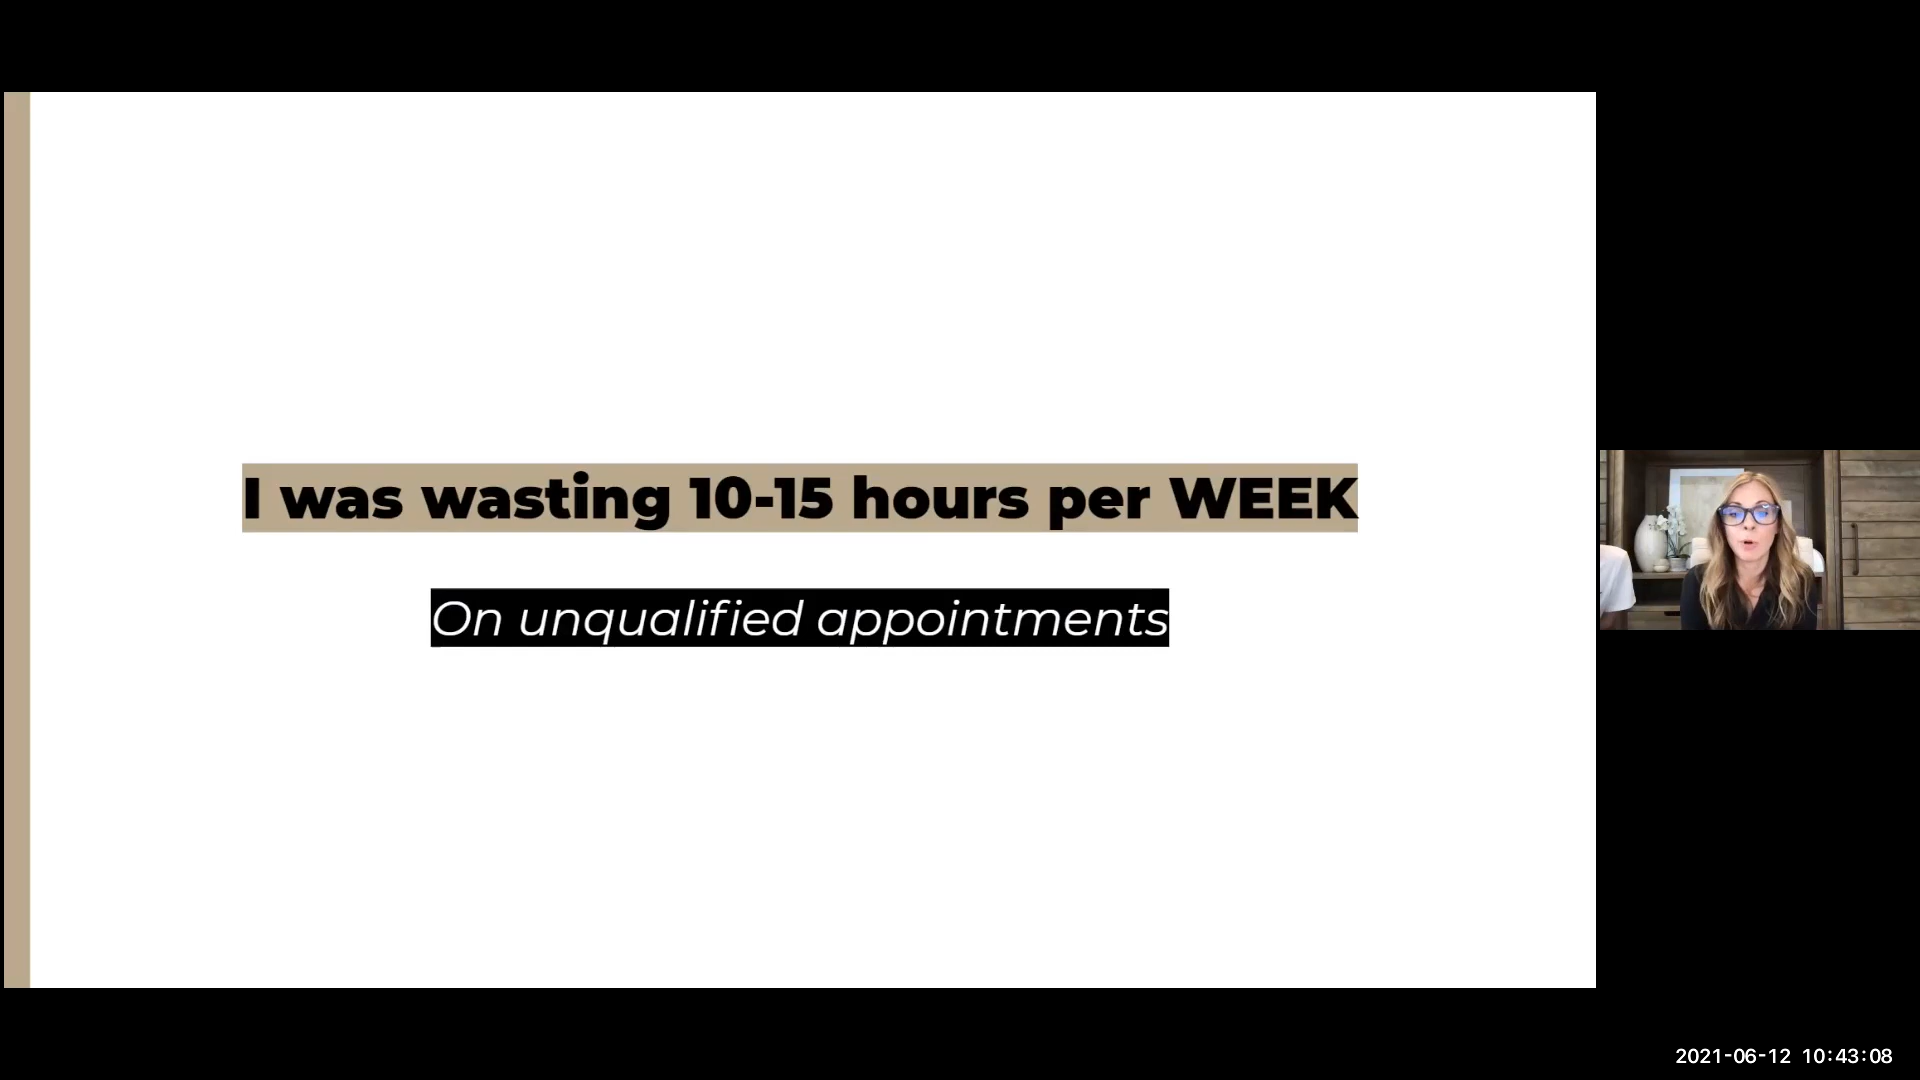 I was wasting 10-15 hours per WEEK
On unqualified appointments
2021-06-12 10:43:08